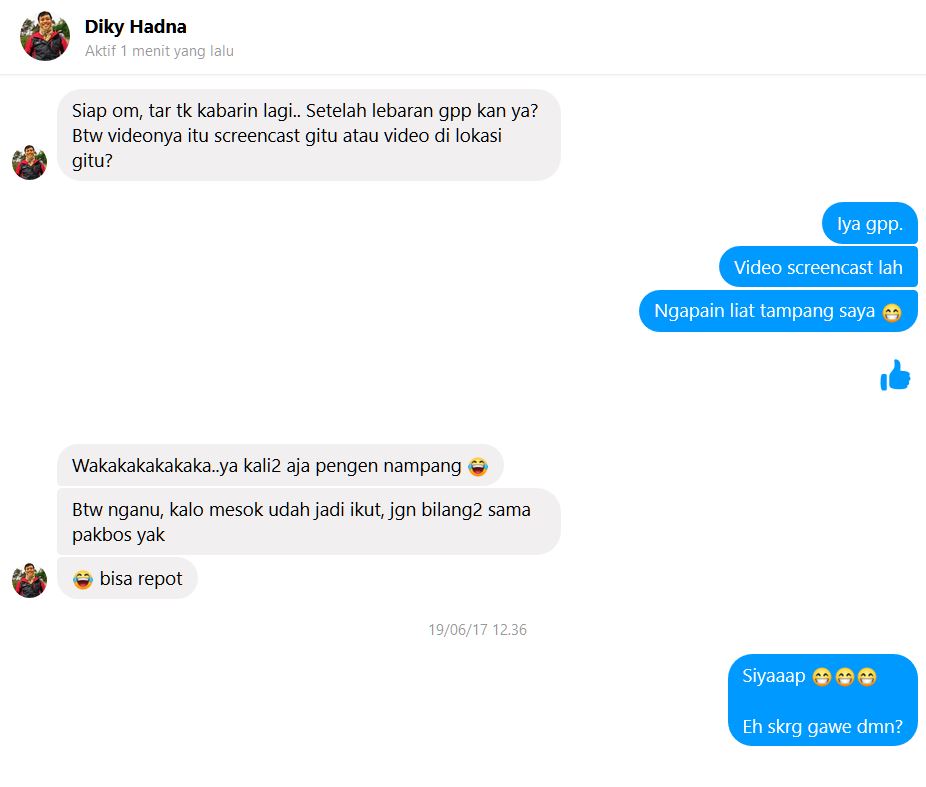 Diky Hadna
Aktif 1 menit yang lalu
Siap om, tar tk kabarin lagi.. Setelah lebaran gpp kan ya?
Btw videonya itu screencast gitu atau video di lokasi
gitu?
Iya gpp.
Video screencast lah
Ngapain liat tampang saya 😁
Wakakakakakaka..ya kali2 aja pengen nampang 😂
Btw nganu, kalo mesok udah jadi ikut, jgn bilang2 sama
pakbos yak
😂 bisa repot
19/06/17 12.36
Siyaaap 😁😁😁
Eh skrg gawe dmn?